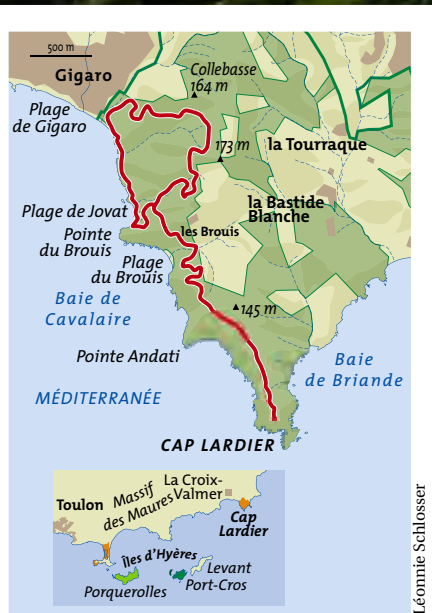 500 m
Gigaro
Collebasse
164 m
Plage
de Gigaro
173 m
la Tourraque
la Bastide
Blanche
Plage de Jovat
Pointe
du Brouis
les Brouis
Plage
du Brouis
Baie de
Cavalaire
145 m
Pointe Andati
Baie
de Briande
MÉDITERRANÉE
CAP LARDIER
La Croix-
Valmer
Massif
des Maures
Toulon
Cap
Lardier
Îles d'Hyères
Levant
Port-Cros
Porquerolles
Léonnie Schlosser